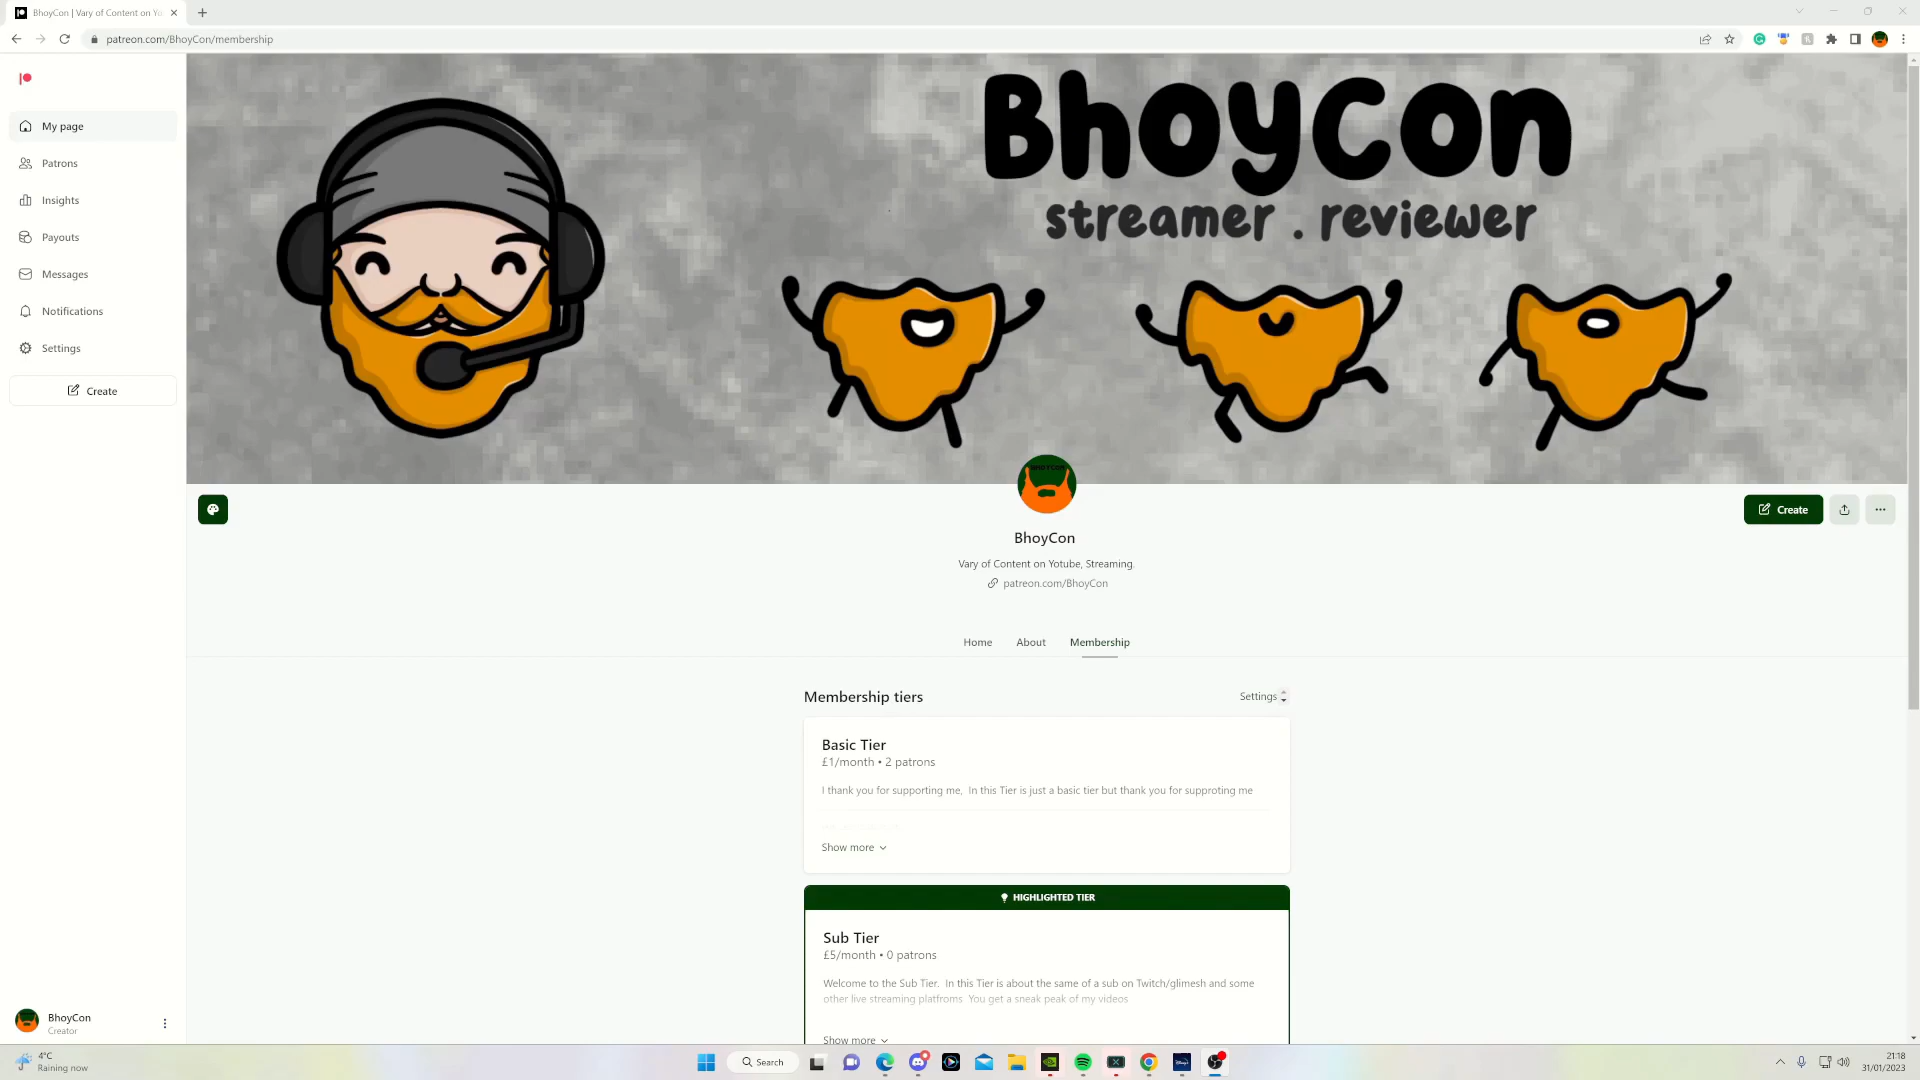 BhoyCon | Vary of Content on You
patreon.com/BhoyCon/membership
My page
Patrons
Insights
Payouts
Messages
Notifications
Settings
Create
BhoyCon
streamer . reviewer
Create
BhoyCon
Vary of Content on Yotube, Streaming.
patreon.com/BhoyCon
Home About Membership
Membership tiers
Settings
Basic Tier
£1/month • 2 patrons
I thank you for supporting me, In this Tier is just a basic tier but thank you for supproting me
Show more
HIGHLIGHTED TIER
Sub Tier
£5/month • 0 patrons
Welcome to the Sub Tier. In this Tier is about the same of a sub on Twitch/glimesh and some
other live streaming platfroms You get a sneak peak of my videos
Show more
BhoyCon
Creator
4°C
Raining now
Search
21:18
31/01/2023